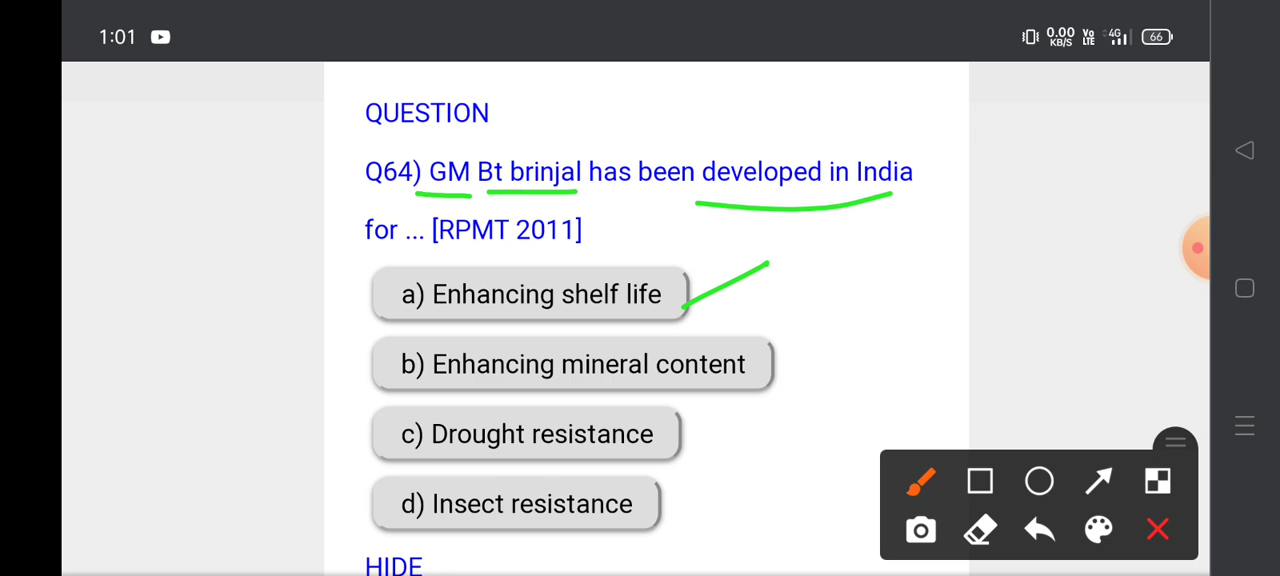 1:01
0.00
KB/S
Vo
LTE
4G
66
QUESTION
Q64) GM Bt brinjal has been developed in India
for ... [RPMT 2011]
a) Enhancing shelf life
b) Enhancing mineral content
c) Drought resistance
d) Insect resistance
HIDE